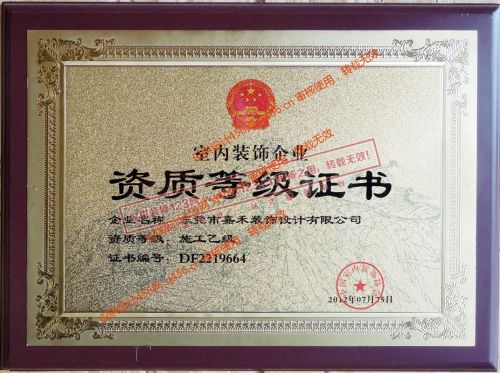 室内装饰企业
资质等级证书
企业名称：东莞市嘉禾装饰设计有限公司
资质等级：施工乙级
证书编号：DF2219664
2012年07月25日